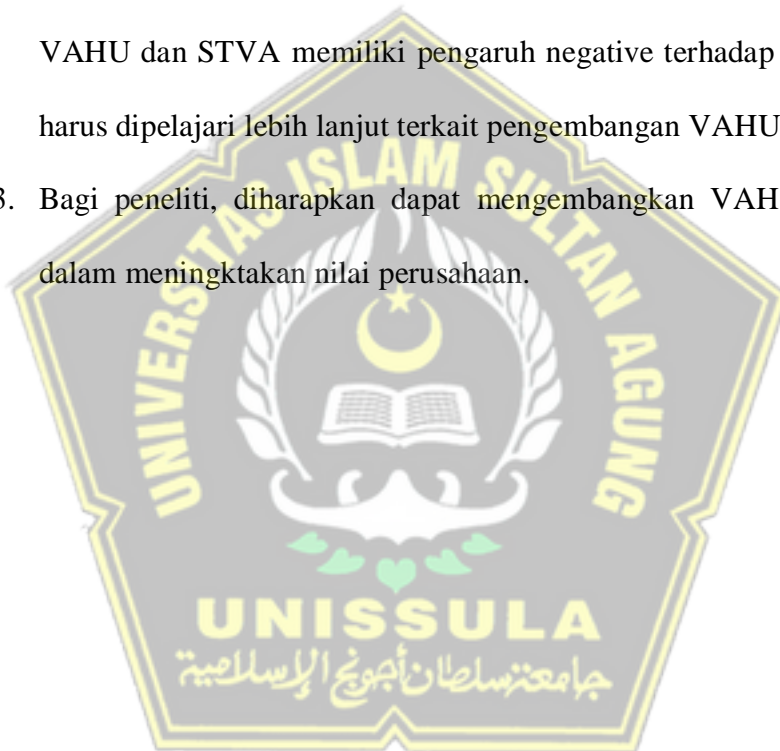 VAHU dan STVA memiliki pengaruh negative terhadap
harus dipelajari lebih lanjut terkait pengembangan VAHU
3. Bagi peneliti, diharapkan dapat mengembangkan VAH
dalam meningktakan nilai perusahaan.
UNIVERSITAS ISLAM SULTAN AGUNG
UNISSULA
جامعة سلطان أجونج الإسلامية